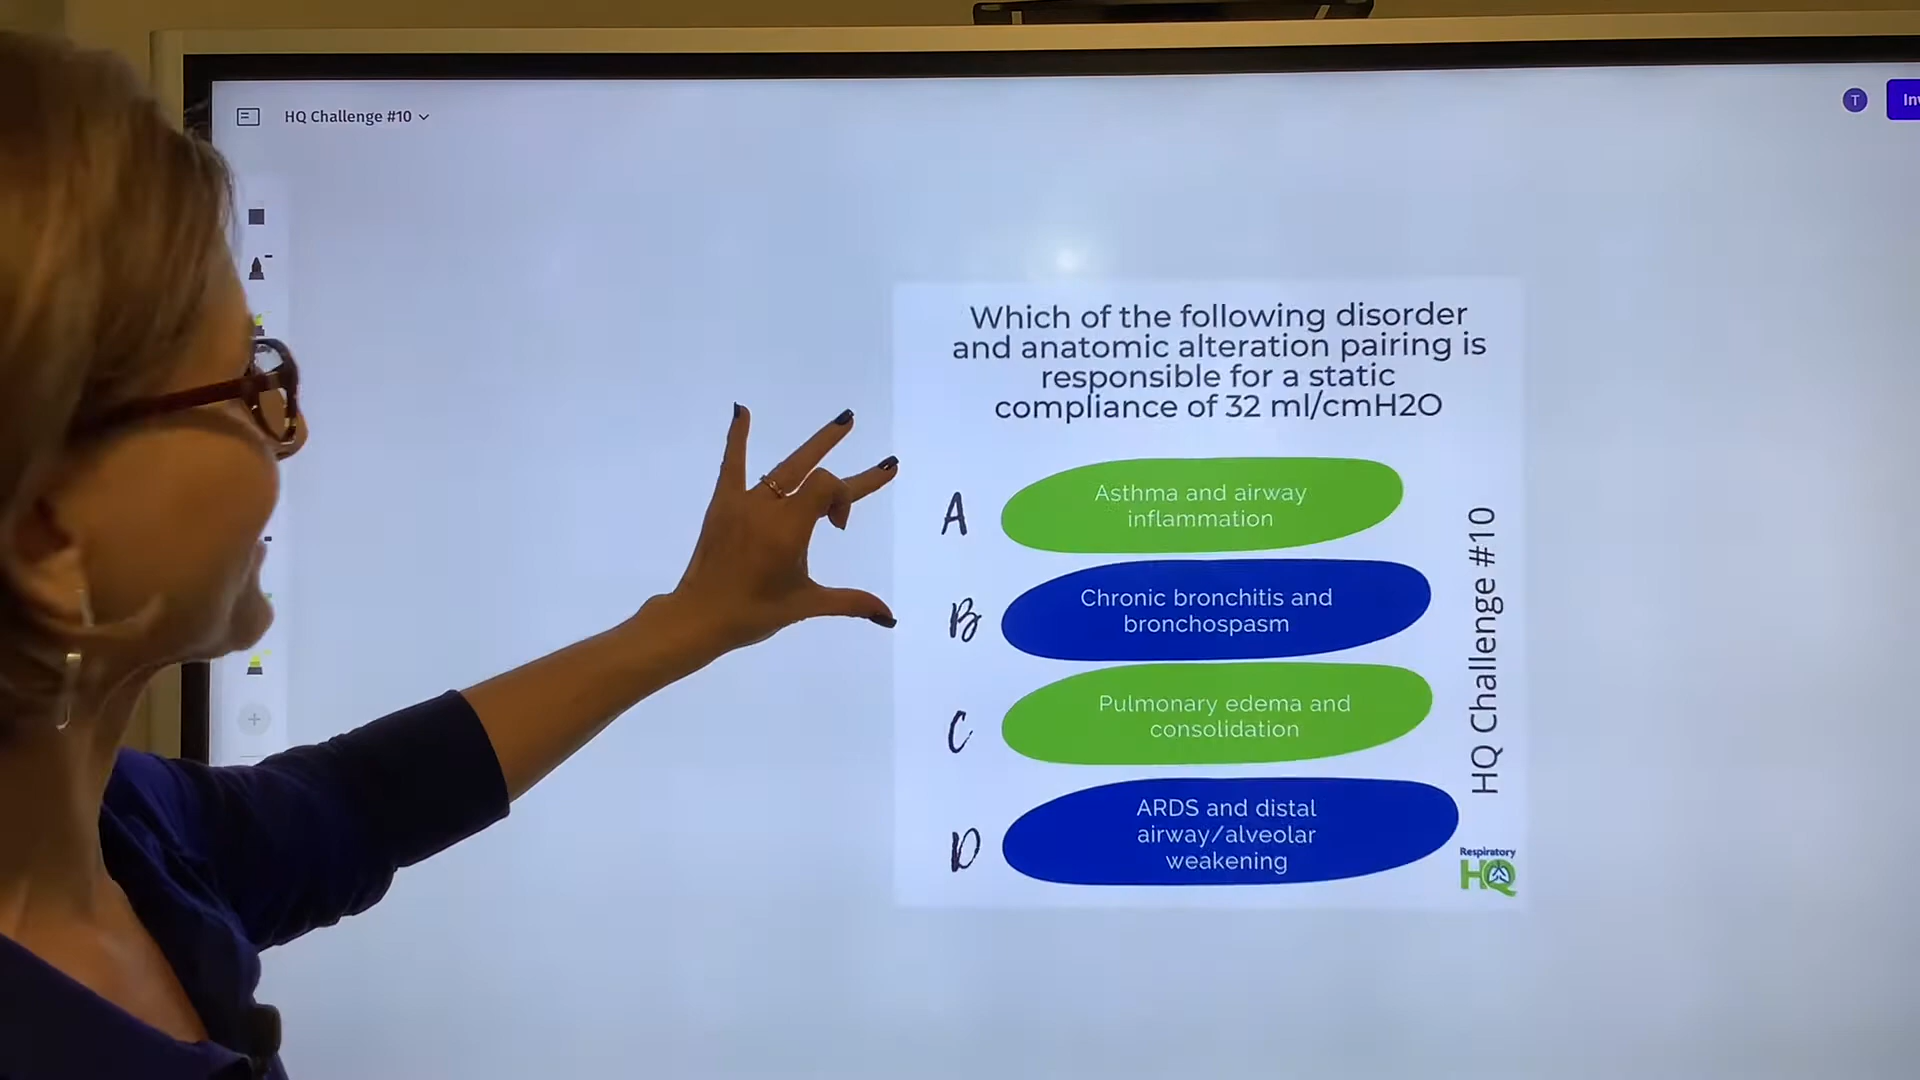 HQ Challenge #10
T
Which of the following disorder
and anatomic alteration pairing is
responsible for a static
compliance of 32 ml/cmH2O
A
Asthma and airway
inflammation
B
Chronic bronchitis and
bronchospasm
C
Pulmonary edema and
consolidation
D
ARDS and distal
airway/alveolar
weakening
HQ Challenge #10
Respiratory
HQ